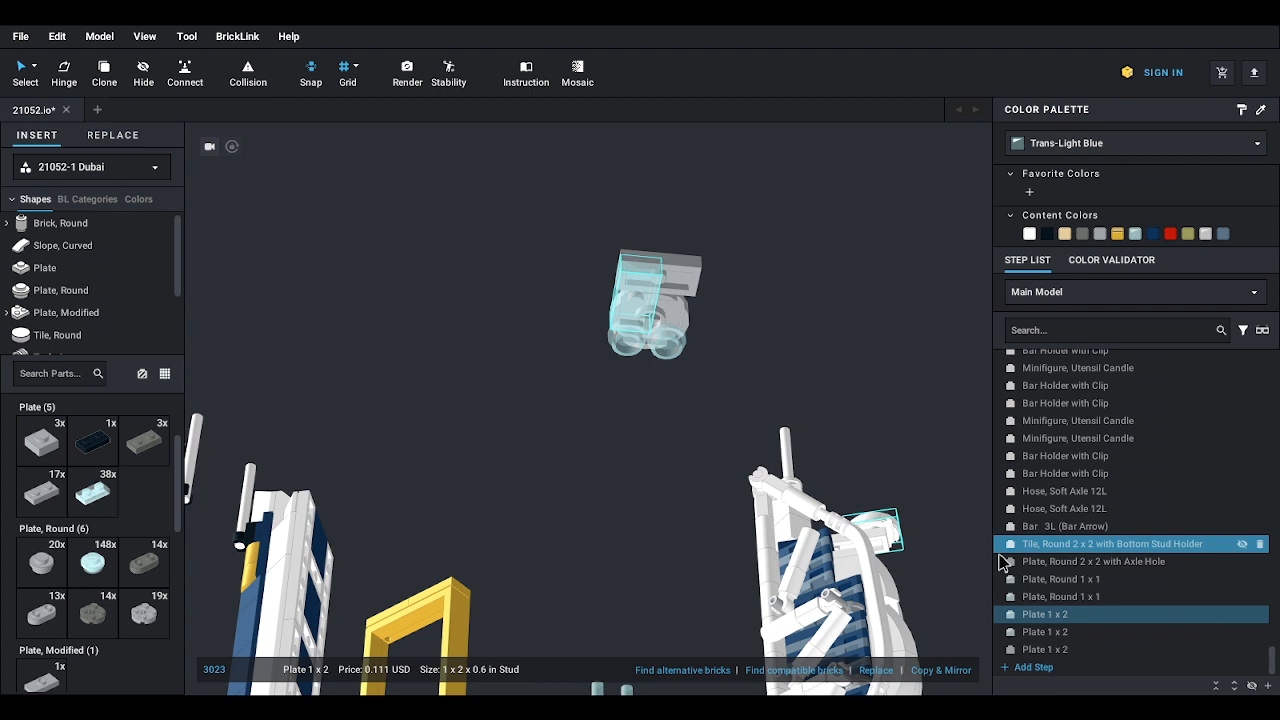 File Edit Model View Tool BrickLink Help
Select Hinge Clone Hide Connect Collision Snap Grid Render Stability Instruction Mosaic SIGN IN
21052.io*
INSERT REPLACE
21052-1 Dubai
Shapes BL Categories Colors
Brick, Round
Slope, Curved
Plate
Plate, Round
Plate, Modified
Tile, Round
Search Parts...
Plate (5)
3x 1x 3x
17x 38x
Plate, Round (6)
20x 148x 14x
13x 14x 19x
Plate, Modified (1)
1x
3023 Plate 1 x 2 Price:0.111 USD Size: 1 x 2 x 0.6 in Stud Find alternative bricks | Find compatible bricks | Replace | Copy & Mirror
COLOR PALETTE
Trans-Light Blue
Favorite Colors
+
Content Colors
STEP LIST COLOR VALIDATOR
Main Model
Search...
Bar Holder with Clip
Minifigure, Utensil Candle
Bar Holder with Clip
Bar Holder with Clip
Minifigure, Utensil Candle
Minifigure, Utensil Candle
Bar Holder with Clip
Bar Holder with Clip
Hose, Soft Axle 12L
Hose, Soft Axle 12L
Bar 3L (Bar Arrow)
Tile, Round 2 x 2 with Bottom Stud Holder
Plate, Round 2 x 2 with Axle Hole
Plate, Round 1 x 1
Plate, Round 1 x 1
Plate 1 x 2
Plate 1 x 2
Plate 1 x 2
+ Add Step